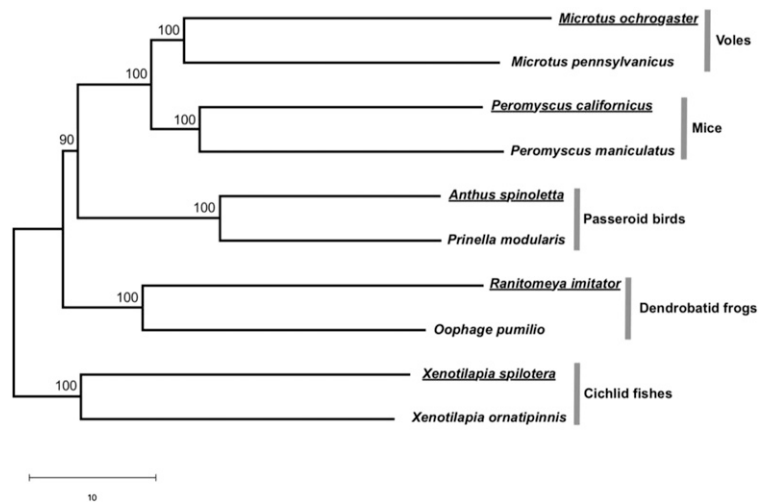 100
Microtus ochrogaster
Voles
Microtus pennsylvanicus
100
100
Peromyscus californicus
Mice
Peromyscus maniculatus
90
100
Anthus spinoletta
Passeroid birds
Prinella modularis
100
Ranitomeya imitator
Dendrobatid frogs
Oophage pumilio
100
Xenotilapia spilotera
Cichlid fishes
Xenotilapia ornatipinnis
10